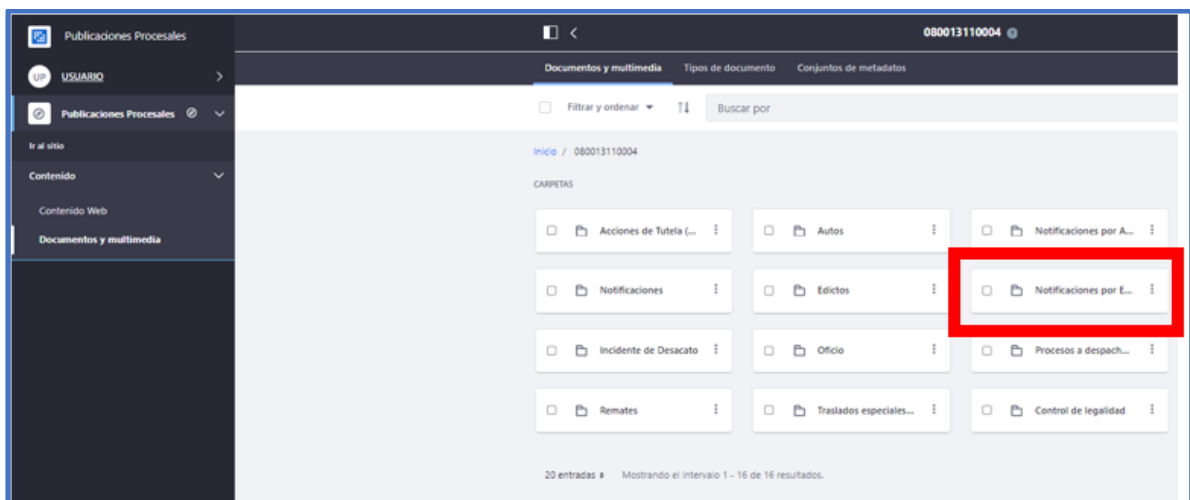 Publicaciones Procesales
080013110004
UP USUARIO
Documentos y multimedia Tipos de documento Conjuntos de metadatos
Publicaciones Procesales
Filtrar y ordenar Buscar por
Ir al sitio
Inicio / 080013110004
Contenido
CARPETAS
Contenido Web
Documentos y multimedia
Acciones de Tutela (... Autos Notificaciones por A...
Notificaciones Edictos Notificaciones por E...
Incidente de Desacato Oficio Procesos a despach...
Remates Traslados especiales... Control de legalidad
20 entradas Mostrando el intervalo 1 - 16 de 16 resultados.